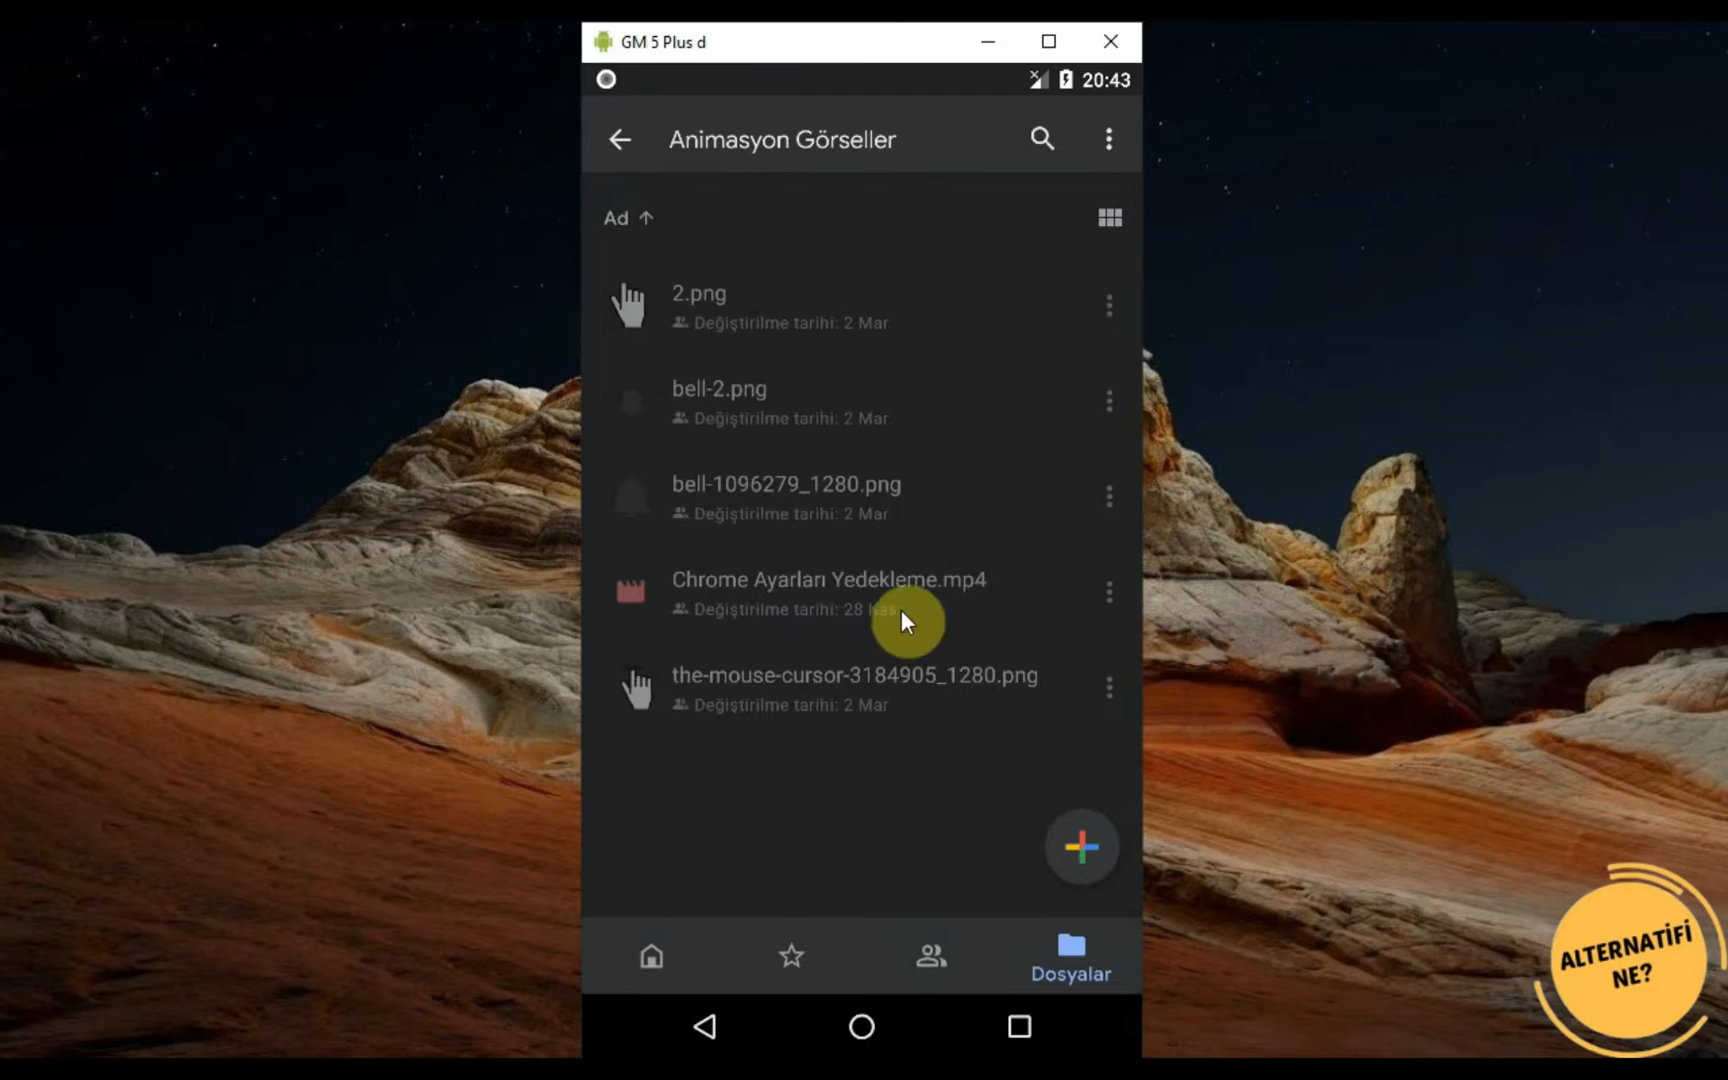 GM 5 Plus d
20:43
Animasyon Görseller
Ad
2.png
Değiştirilme tarihi: 2 Mar
bell-2.png
Değiştirilme tarihi: 2 Mar
bell-1096279_1280.png
Değiştirilme tarihi: 2 Mar
Chrome Ayarları Yedekleme.mp4
Değiştirilme tarihi: 28 Kas
the-mouse-cursor-3184905_1280.png
Değiştirilme tarihi: 2 Mar
Dosyalar
ALTERNATİFİ
NE?